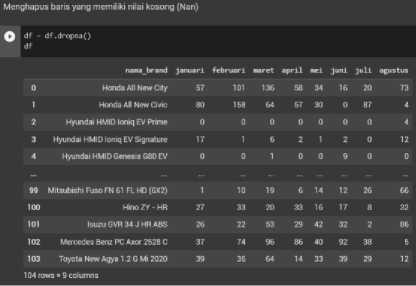 Menghapus baris yang memiliki nilai kosong (Nan)
df = df.dropna()
df
nama_brand januari februari maret april mei juni juli agustus
0 Honda All New City 57 101 136 58 34 16 20 73
1 Honda All New Civic 80 158 64 57 30 0 87 4
2 Hyundai HMID Ioniq EV Prime 0 0 0 0 0 0 0 4
3 Hyundai HMID Ioniq EV Signature 17 1 6 2 1 2 0 12
4 Hyundai HMID Genesis G80 EV 0 0 1 0 0 9 0 0
... ... ... ... ... ... ... ... ... ...
99 Mitsubishi Fuso FN 61 FL HD (GX2) 1 10 19 6 14 12 26 66
100 Hino ZY - HR 27 33 20 33 16 17 8 32
101 Isuzu GVR 34 J HR ABS 26 22 53 29 42 32 2 86
102 Mercedes Benz PC Axor 2528 C 37 74 96 86 40 92 38 5
103 Toyota New Agya 1.2 G Mi 2020 39 36 64 14 33 39 29 12
104 rows × 9 columns